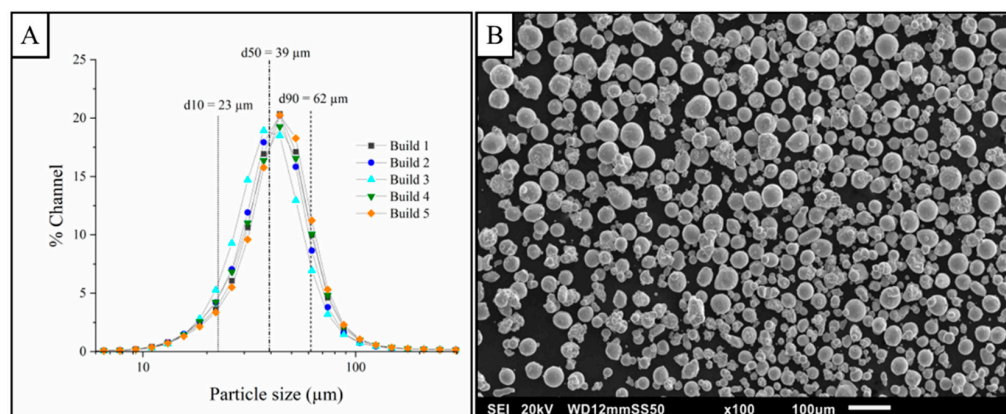 A
d50 = 39 µm
d10 = 23 µm
d90 = 62 µm
25
20
15
10
5
0
% Channel
Build 1
Build 2
Build 3
Build 4
Build 5
10
100
Particle size (µm)
B
SEI 20kV WD12mmSS50 x100 100µm